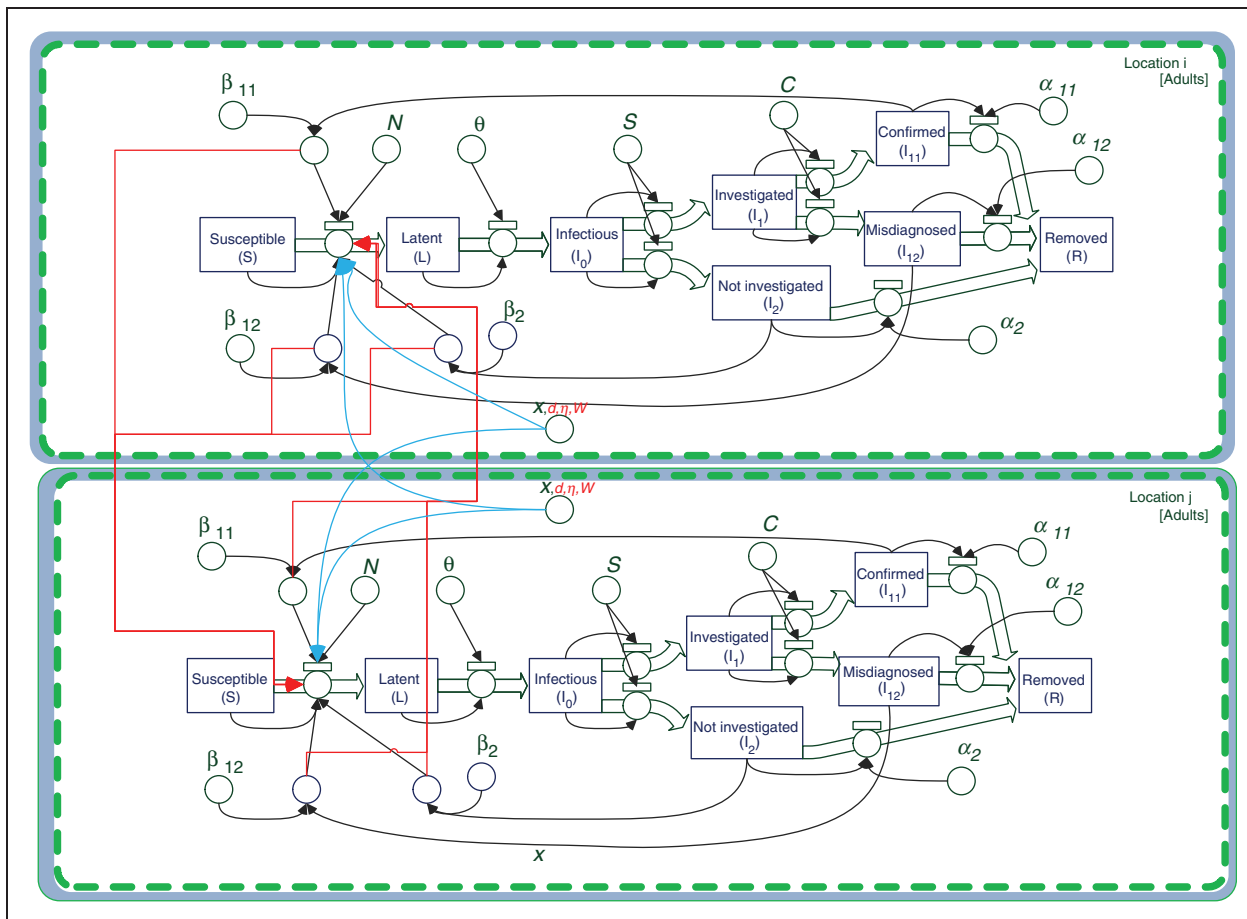 Location i
[Adults]
β 11
N
θ
S
C
α 11
α 12
Confirmed
(I11)
Investigated
(I1)
Susceptible
(S)
Latent
(L)
Infectious
(I0)
Misdiagnosed
(I12)
Removed
(R)
Not investigated
(I2)
β 12
β2
α2
x,d,η,W
Location j
[Adults]
x,d,η,W
β 11
N
θ
S
C
α 11
α 12
Confirmed
(I11)
Investigated
(I1)
Susceptible
(S)
Latent
(L)
Infectious
(I0)
Misdiagnosed
(I12)
Removed
(R)
Not investigated
(I2)
β 12
β2
α2
x